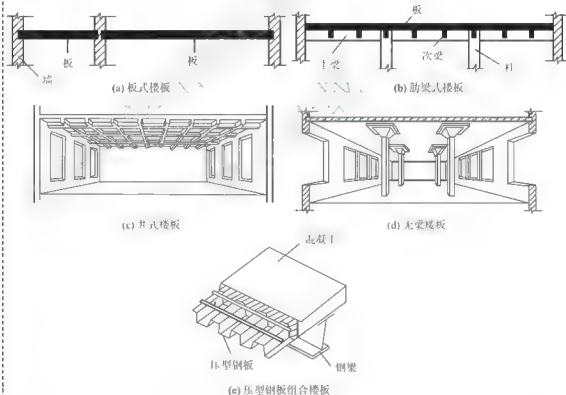 板
主梁
次梁
柱
墙
板
板
(a) 板式楼板
(b) 肋梁式楼板
(c) 井式楼板
(d) 无梁楼板
混凝土
压型钢板
钢梁
(e) 压型钢板组合楼板